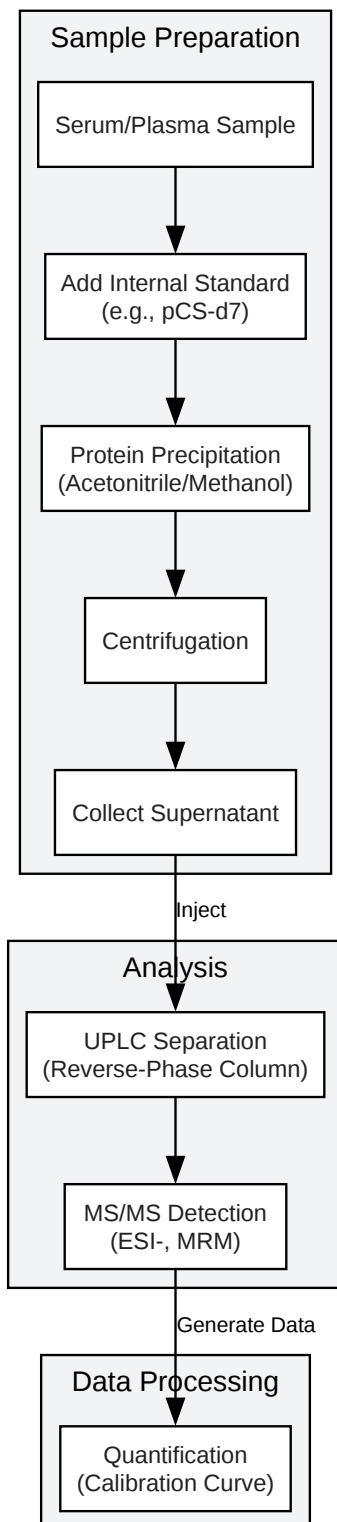 Sample Preparation
Serum/Plasma Sample
Add Internal Standard
(e.g., pCS-d7)
Protein Precipitation
(Acetonitrile/Methanol)
Centrifugation
Collect Supernatant
Inject
Analysis
UPLC Separation
(Reverse-Phase Column)
MS/MS Detection
(ESI-, MRM)
Generate Data
Data Processing
Quantification
(Calibration Curve)